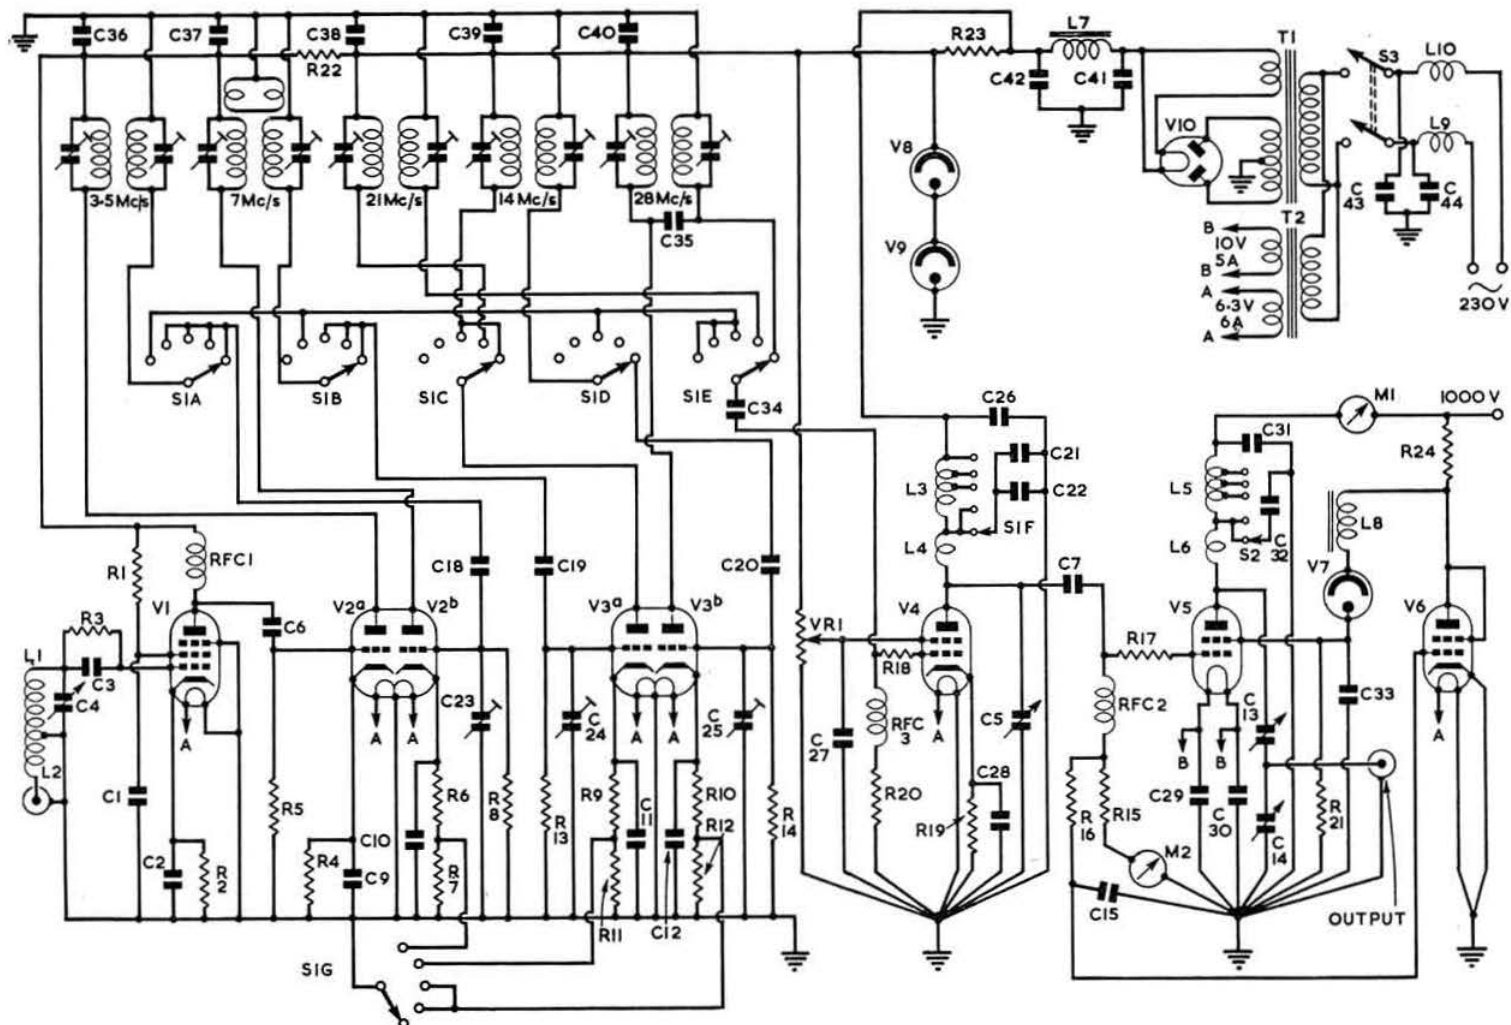 C36 C37 C38 C39 C40
R22
R23 L7
C42 C41
T1 S3 L10
L9
V10
C 43 C 44
T2
B 10V 5A B
A 6·3V 6A A
230V
3·5Mc/s 7Mc/s 21Mc/s 14Mc/s 28Mc/s
C35
V8
V9
S1A S1B S1C S1D S1E
C34
C26
C21
C22
L3
S1F
L4
M1 1000V
C31
R24
L5
L8
L6 S2 C 32
V7
R1 RFC1
C18 C19 C20
C7
R3 V1 C6
V2a V2b
V3a V3b
VR1
V4 V5 V6
L1
C3
C4
R18
R17
A
A A
C23
C 24
A A
C 25
C 27
RFC 3
A
C5
RFC2
C 13
B B
C33
A
L2
C1
R5
R6
R 8
R 13
R9
C 11
R10
R12
R 14
R20
C28
R19
C29
C 30
R 16
R15
R 21
C2
R 2
R4
C10
C9
R 7
M2
C 14
C15
R11
C12
OUTPUT
S1G